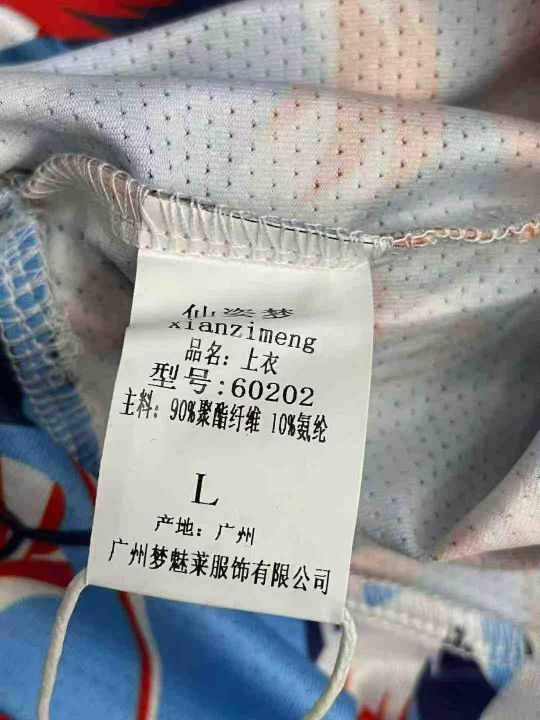 仙姿梦
xianzimeng
品名：上衣
型号:60202
主料：90%聚酯纤维 10%氨纶
L
产地：广州
广州梦魅莱服饰有限公司